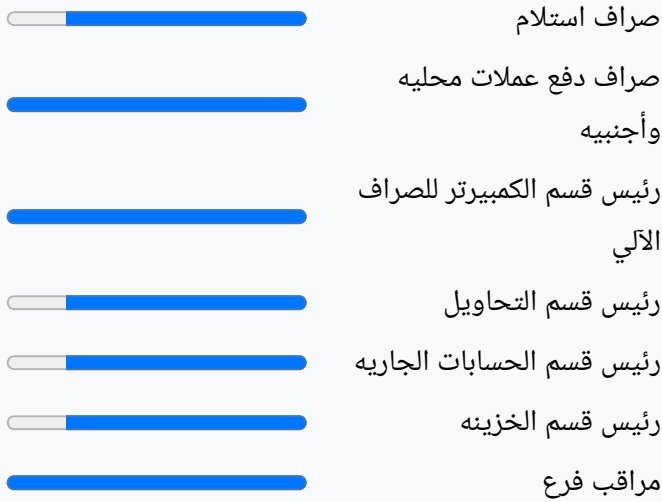 صراف استلام
صراف دفع عملات محليه
وأجنبيه
رئيس قسم الكمبيرتر للصراف
الآلي
رئيس قسم التحاويل
رئيس قسم الحسابات الجاريه
رئيس قسم الخزينه
مراقب فرع